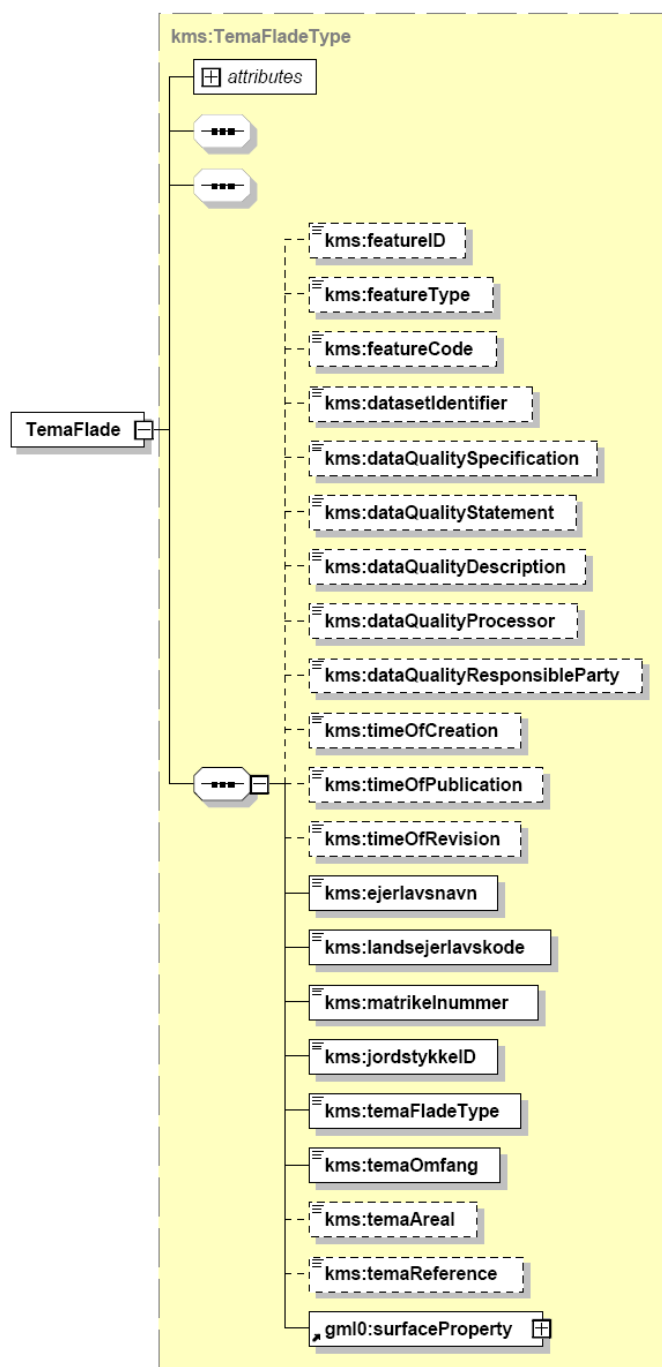 kms:TemaFladeType
attributes
kms:featureID
kms:featureType
kms:featureCode
kms:datasetIdentifier
TemaFlade
kms:dataQualitySpecification
kms:dataQualityStatement
kms:dataQualityDescription
kms:dataQualityProcessor
kms:dataQualityResponsibleParty
kms:timeOfCreation
kms:timeOfPublication
kms:timeOfRevision
kms:ejerlavsnavn
kms:landsejerlavskode
kms:matrikelnummer
kms:jordstykkeID
kms:temaFladeType
kms:temaOmfang
kms:temaAreal
kms:temaReference
gml0:surfaceProperty